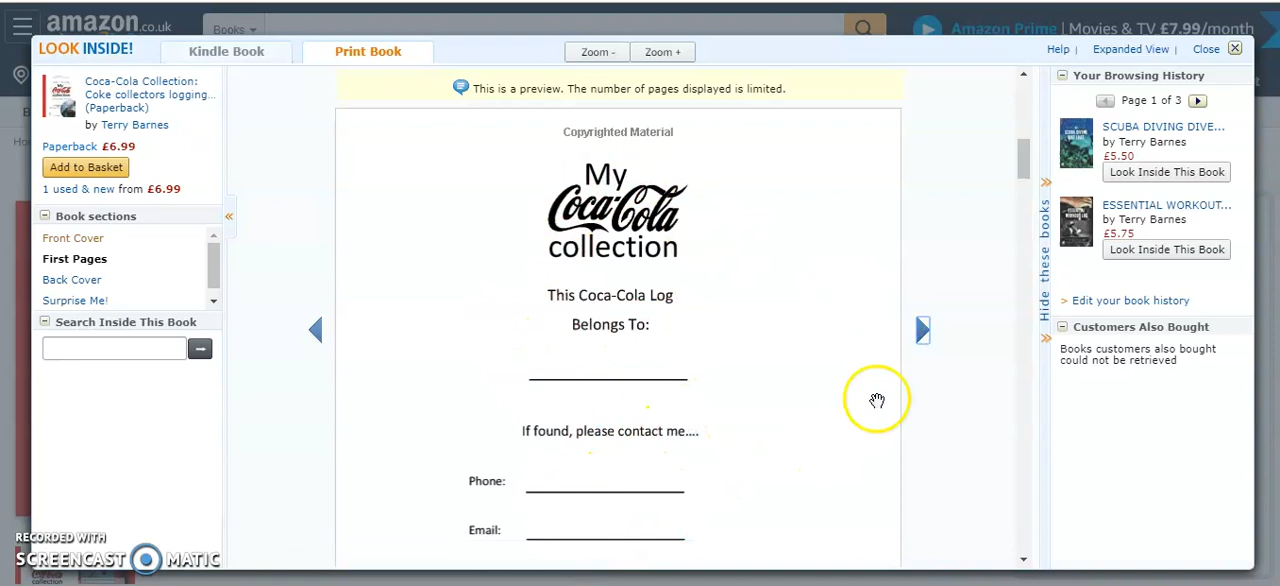 amazon.co.uk
Books
Amazon Prime | Movies & TV £7.99/month
LOOK INSIDE!
Kindle Book
Print Book
Zoom -
Zoom +
Help |
Expanded View |
Close
Coca-Cola Collection:
Coke collectors logging...
(Paperback)
by Terry Barnes
Paperback £6.99
Add to Basket
1 used & new from £6.99
Book sections
Front Cover
First Pages
Back Cover
Surprise Me!
Search Inside This Book
This is a preview. The number of pages displayed is limited.
Copyrighted Material
My
Coca-Cola
collection
This Coca-Cola Log
Belongs To:
If found, please contact me....
Phone:
Email:
Hide these books
Your Browsing History
Page 1 of 3
SCUBA DIVING DIVE...
by Terry Barnes
£5.50
Look Inside This Book
ESSENTIAL WORKOUT...
by Terry Barnes
£5.75
Look Inside This Book
> Edit your book history
Customers Also Bought
Books customers also bought
could not be retrieved
RECORDED WITH
SCREENCAST MATIC